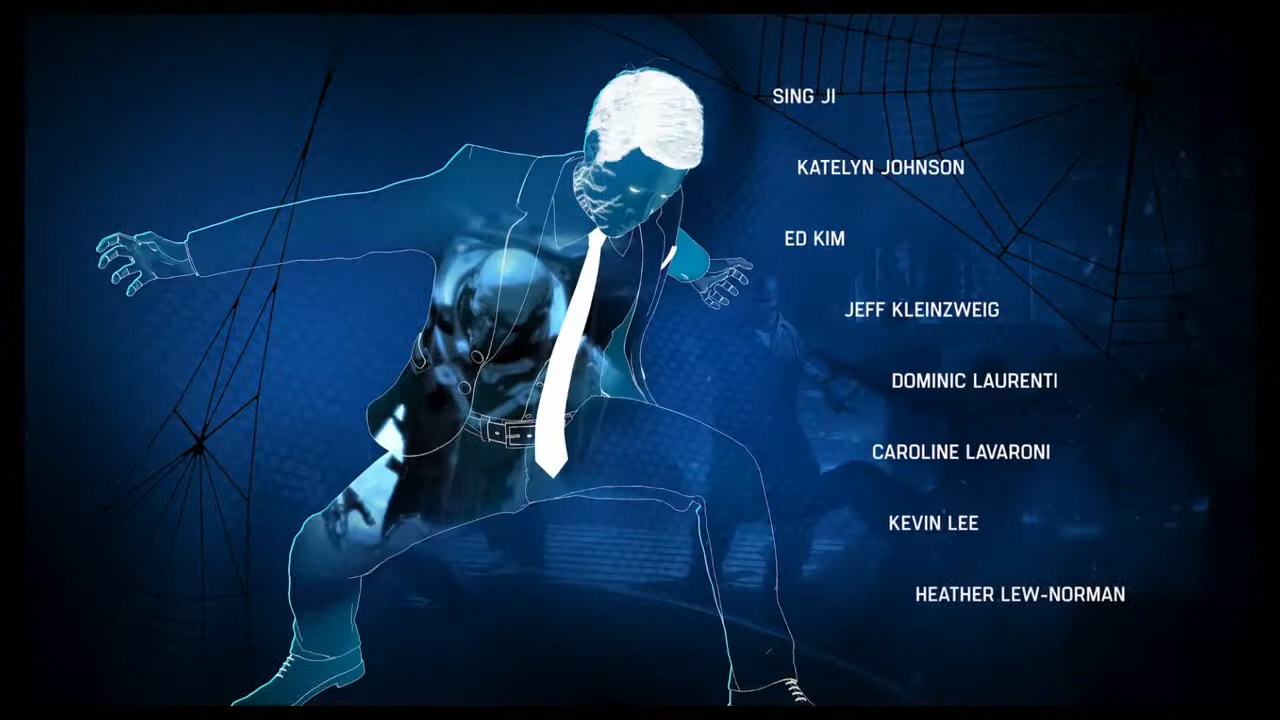 SING JI
KATELYN JOHNSON
ED KIM
JEFF KLEINZWEIG
DOMINIC LAURENTI
CAROLINE LAVARONI
KEVIN LEE
HEATHER LEW-NORMAN